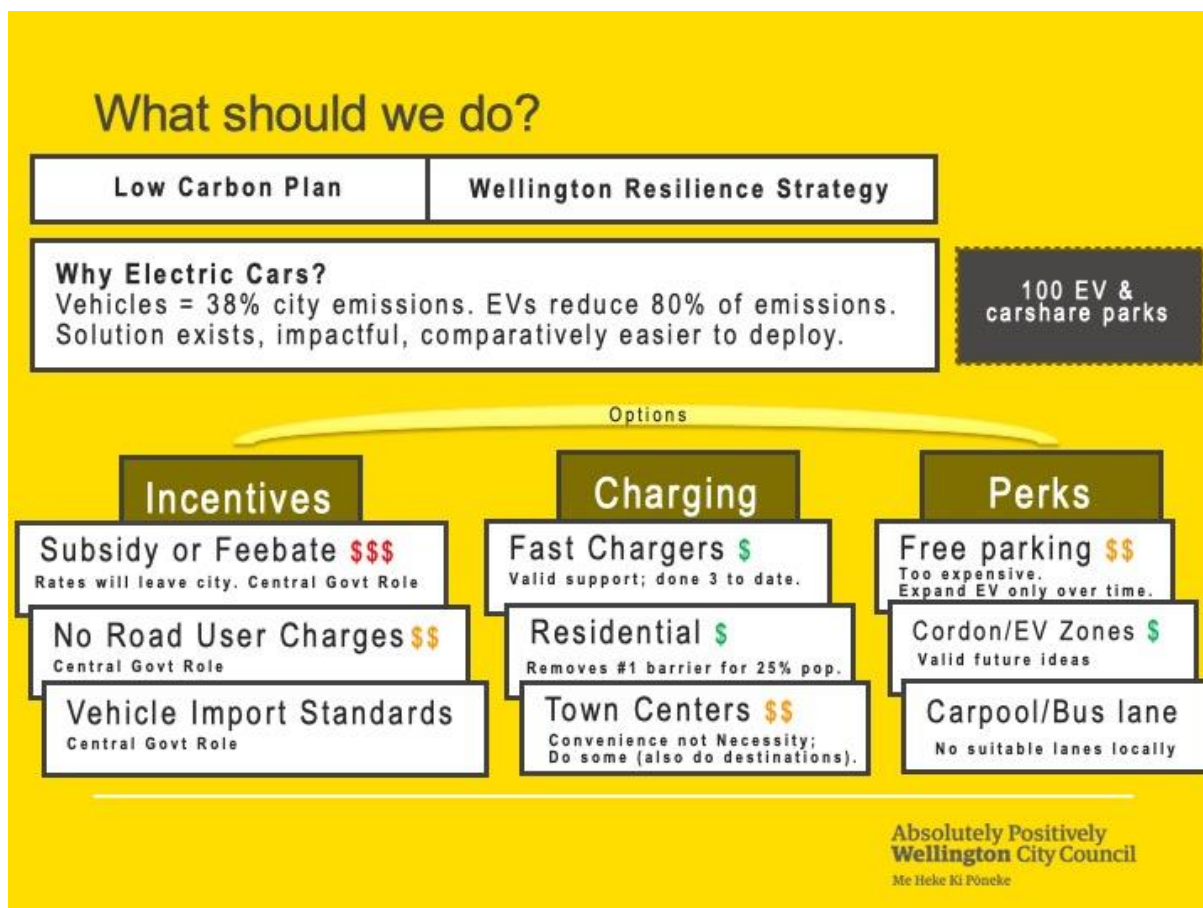 What should we do?
Low Carbon Plan
Wellington Resilience Strategy
Why Electric Cars?
Vehicles = 38% city emissions. EVs reduce 80% of emissions.
Solution exists, impactful, comparatively easier to deploy.
100 EV &
carshare parks
Options
Incentives
Subsidy or Feebate $$$
Rates will leave city. Central Govt Role
No Road User Charges $$
Central Govt Role
Vehicle Import Standards
Central Govt Role
Charging
Fast Chargers $
Valid support; done 3 to date.
Residential $
Removes #1 barrier for 25% pop.
Town Centers $$
Convenience not Necessity;
Do some (also do destinations).
Perks
Free parking $$
Too expensive.
Expand EV only over time.
Cordon/EV Zones $
Valid future ideas
Carpool/Bus lane
No suitable lanes locally
Absolutely Positively
Wellington City Council
Me Heke Ki Pōneke